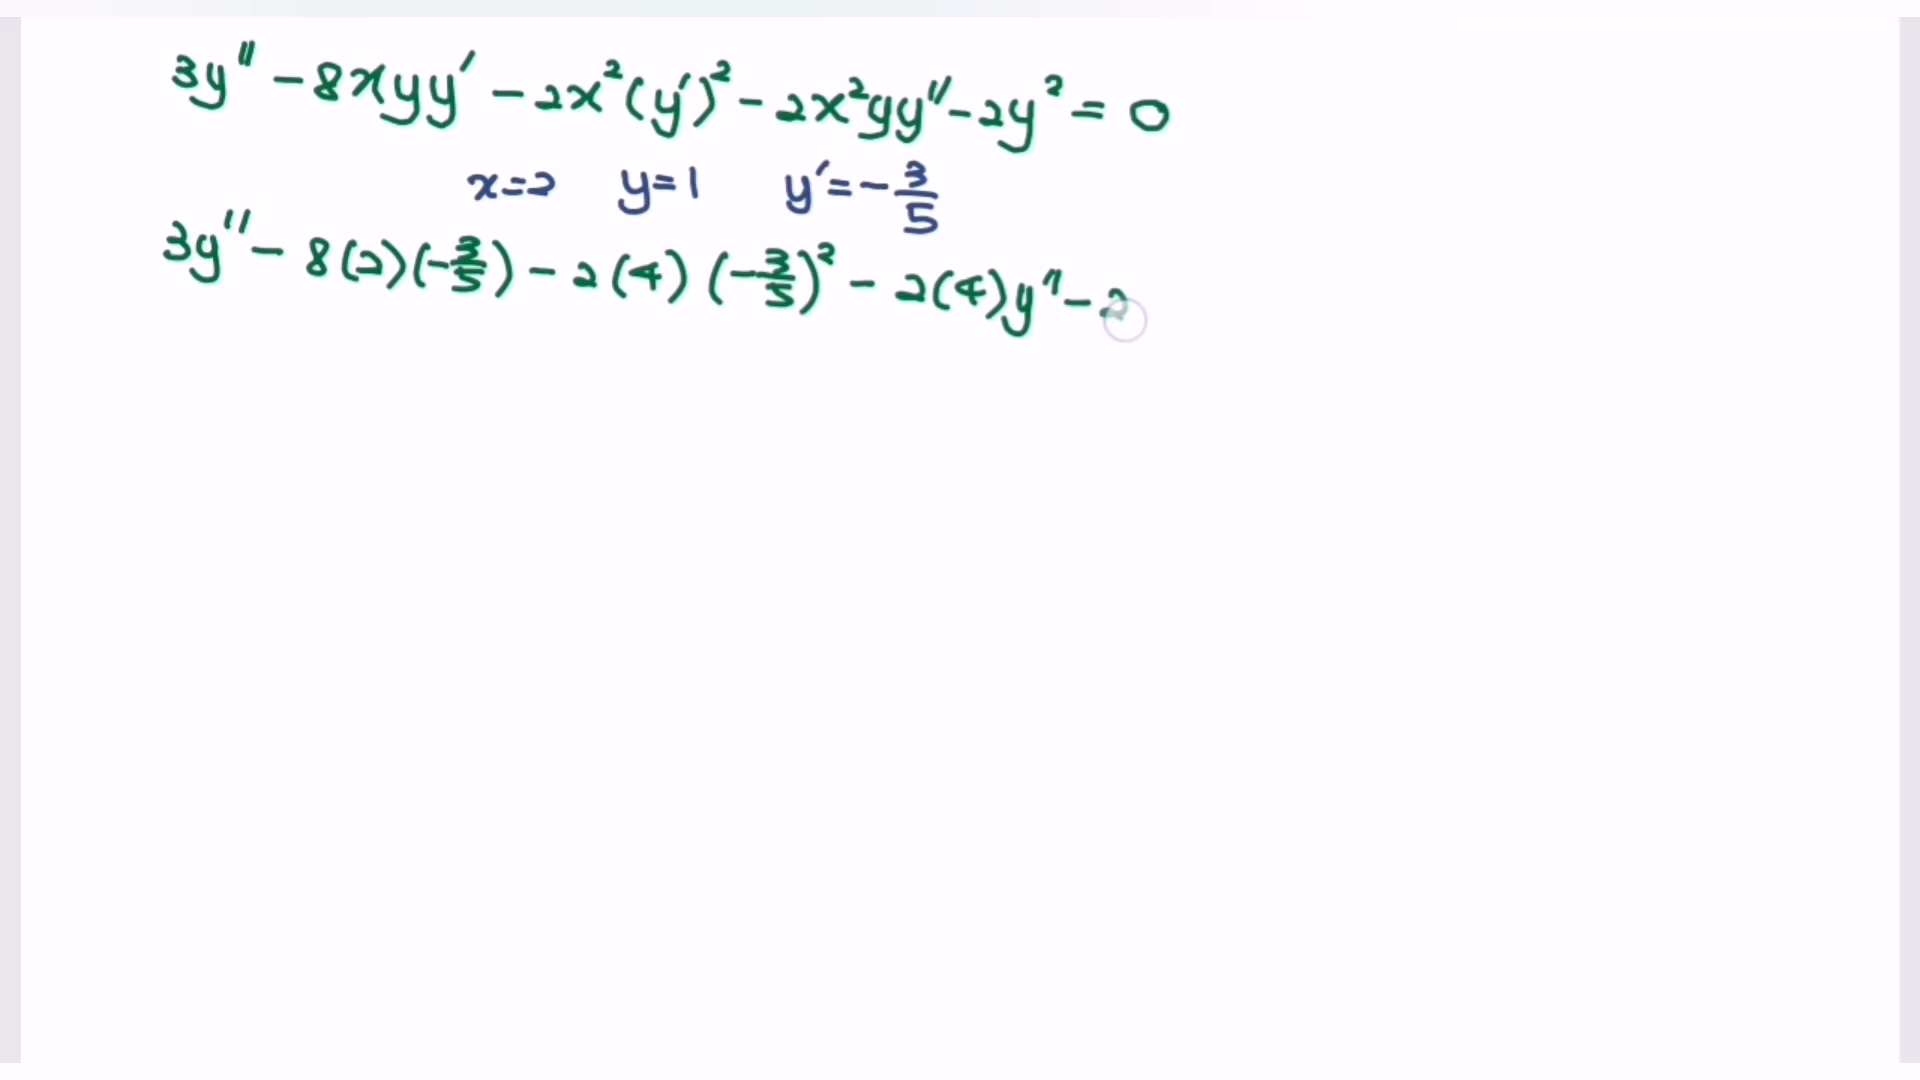 3y'' - 8xyy' - 2x²(y')² - 2x²yy'' - 2y² = 0
x=2 y=1 y'=-3/5
3y'' - 8(2)(-3/5) - 2(4)(-3/5)² - 2(4)y'' - 2